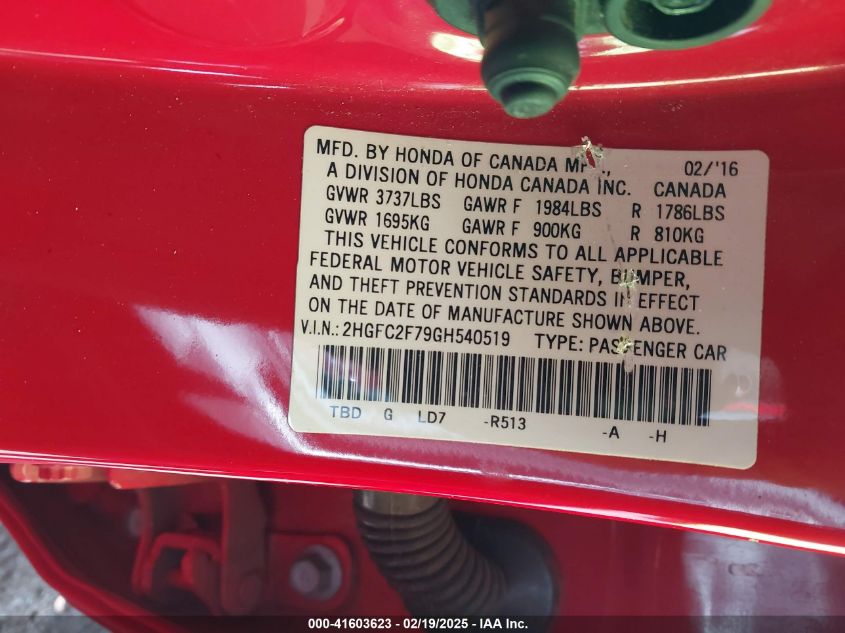 MFD. BY HONDA OF CANADA 02/'16
A DIVISION OF HONDA CANADA INC. CANADA
GVWR 3737LBS GAWR F 1984LBS R 1786LBS
GVWR 1695KG GAWR F 900KG R 810KG
THIS VEHICLE CONFORMS TO ALL APPLICABLE
FEDERAL MOTOR VEHICLE SAFETY, BUMPER,
AND THEFT PREVENTION STANDARDS IN EFFECT
ON THE DATE OF MANUFACTURE SHOWN ABOVE.
V.I.N.: 2HGFC2F79GH540519 TYPE: PASSENGER CAR
TBD G LD7 -R513 -A -H
000-41603623 - 02/19/2025 - IAA Inc.